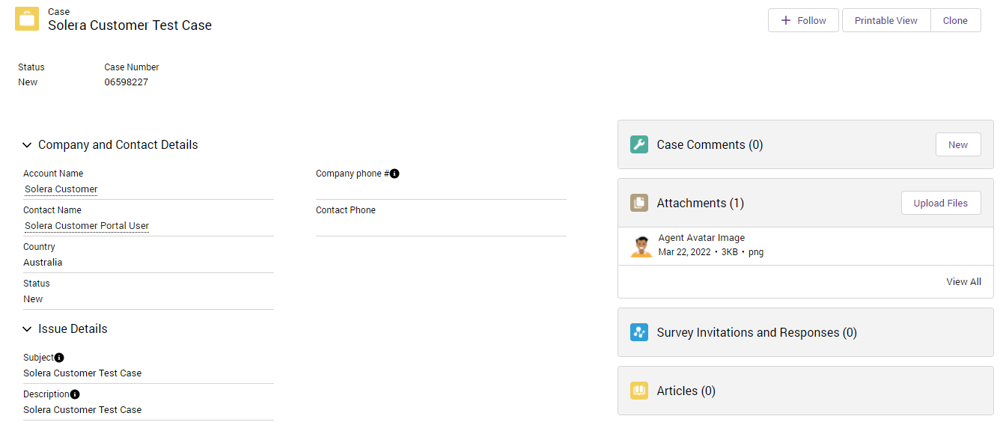 Case
Solera Customer Test Case
+ Follow
Printable View
Clone
Status
New
Case Number
06598227
Company and Contact Details
Account Name
Solera Customer
Company phone #
Contact Name
Solera Customer Portal User
Contact Phone
Country
Australia
Status
New
Issue Details
Subject
Solera Customer Test Case
Description
Solera Customer Test Case
Case Comments (0)
New
Attachments (1)
Upload Files
Agent Avatar Image
Mar 22, 2022 • 3KB • png
View All
Survey Invitations and Responses (0)
Articles (0)